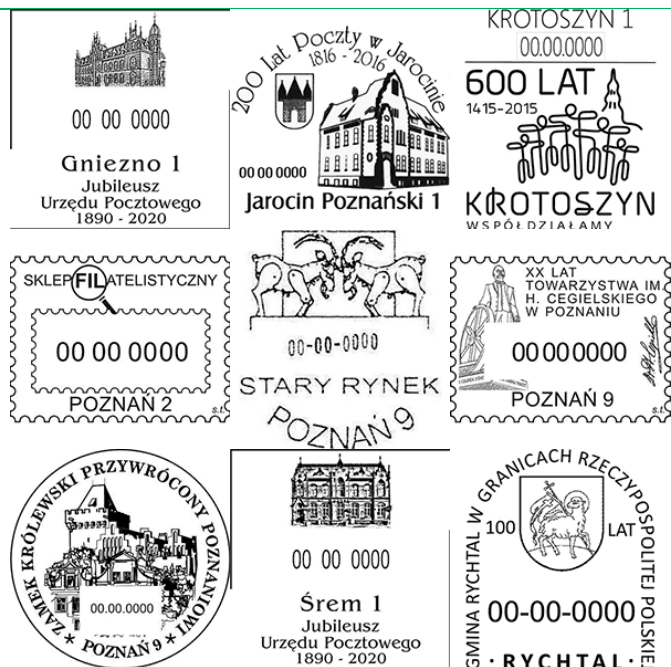 00 00 0000
Gniezno 1
Jubileusz
Urzędu Pocztowego
1890 - 2020
200 Lat Poczty w Jarocinie
1816 - 2016
00 00 0000
Jarocin Poznański 1
KROTOSZYN 1
00.00.0000
600 LAT
1415-2015
KROTOSZYN
WSPÓŁDZIAŁAMY
SKLEP FILATELISTYCZNY
00 00 0000
POZNAŃ 2
s.t.
00-00-0000
STARY RYNEK
POZNAŃ 9
XX LAT
TOWARZYSTWA IM.
H. CEGIELSKIEGO
W POZNANIU
00 00 0000
POZNAŃ 9
s.t.
ZAMEK KRÓLEWSKI PRZYWRÓCONY POZNANIOWI
00.00.0000
* POZNAŃ 9 *
00 00 0000
Śrem 1
Jubileusz
Urzędu Pocztowego
1890 - 2020
GMINA RYCHTAL W GRANICACH RZECZYPOSPOLITEJ POLSKIEJ
100 LAT
00-00-0000
· RYCHTAL ·